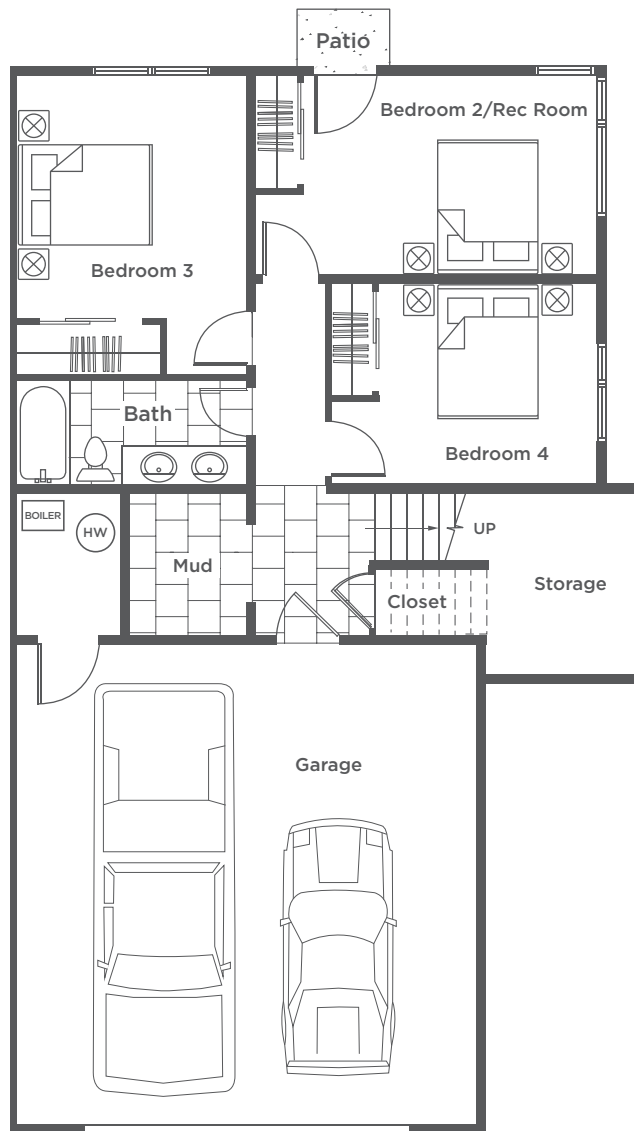 Patio
Bedroom 2/Rec Room
Bedroom 3
Bath
Bedroom 4
BOILER
HW
UP
Mud
Storage
Closet
Garage